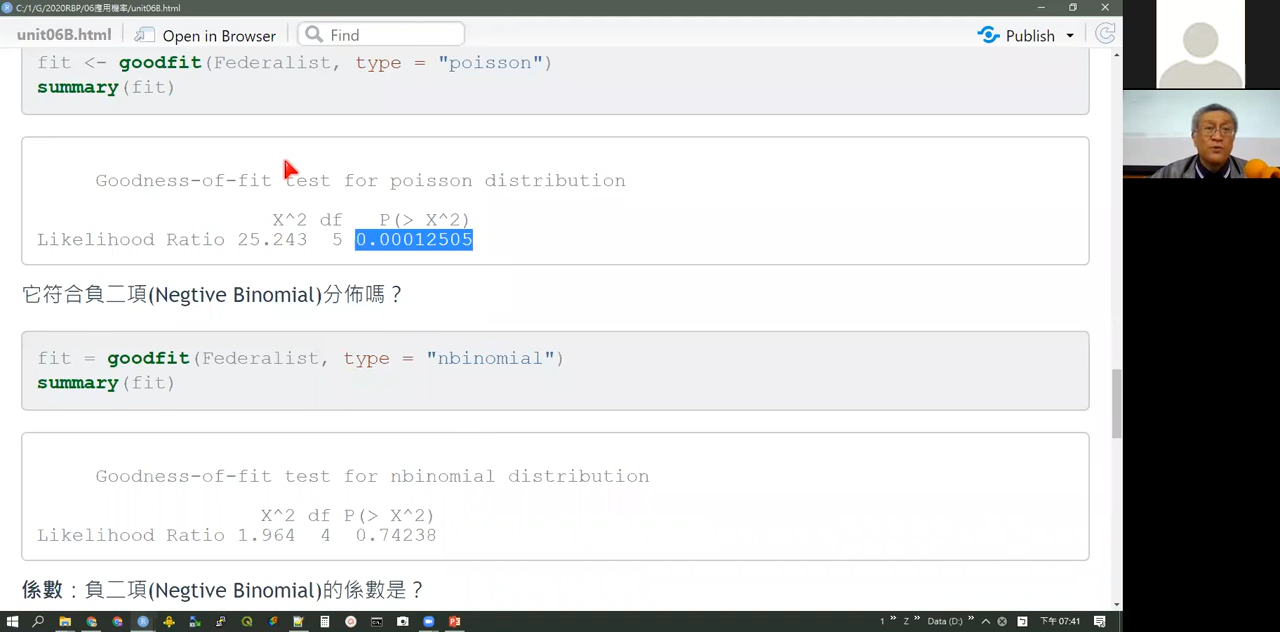 C:/1/G/2020RBP/06應用機率/unit06B.html
unit06B.html Open in Browser Find Publish
fit <- goodfit(Federalist, type = "poisson")
summary(fit)
Goodness-of-fit test for poisson distribution
X^2 df P(> X^2)
Likelihood Ratio 25.243 5 0.00012505
它符合負二項(Negtive Binomial)分佈嗎？
fit = goodfit(Federalist, type = "nbinomial")
summary(fit)
Goodness-of-fit test for nbinomial distribution
X^2 df P(> X^2)
Likelihood Ratio 1.964 4 0.74238
係數：負二項(Negtive Binomial)的係數是？
1 » Z » Data (D:) » 下午 07:41